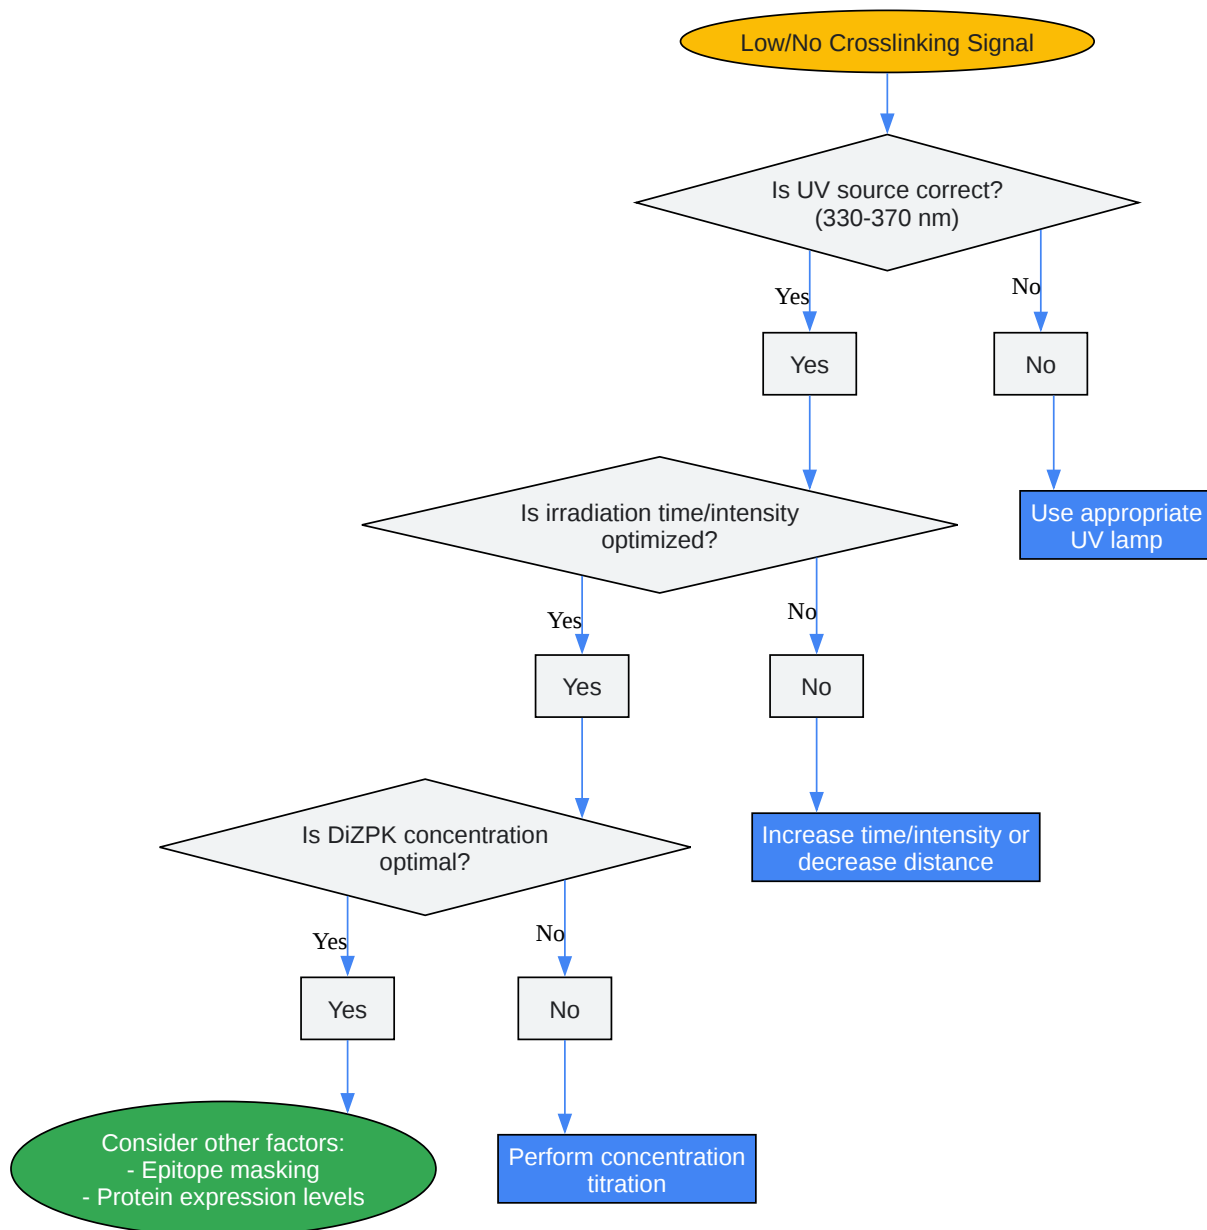 Low/No Crosslinking Signal
Is UV source correct?
(330-370 nm)
Yes
No
Yes
No
Use appropriate
UV lamp
Is irradiation time/intensity
optimized?
Yes
No
Yes
No
Increase time/intensity or
decrease distance
Is DiZPK concentration
optimal?
Yes
No
Yes
No
Consider other factors:
- Epitope masking
- Protein expression levels
Perform concentration
titration